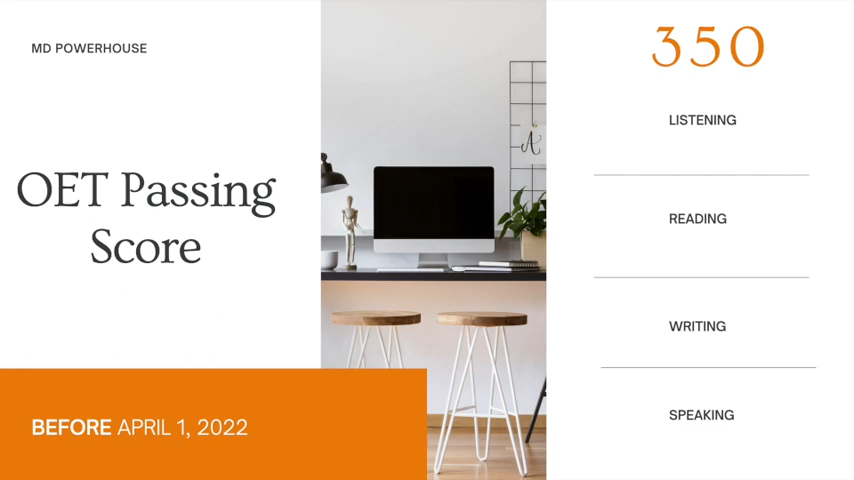 MD POWERHOUSE
OET Passing
Score
BEFORE APRIL 1, 2022
A
350
LISTENING
READING
WRITING
SPEAKING